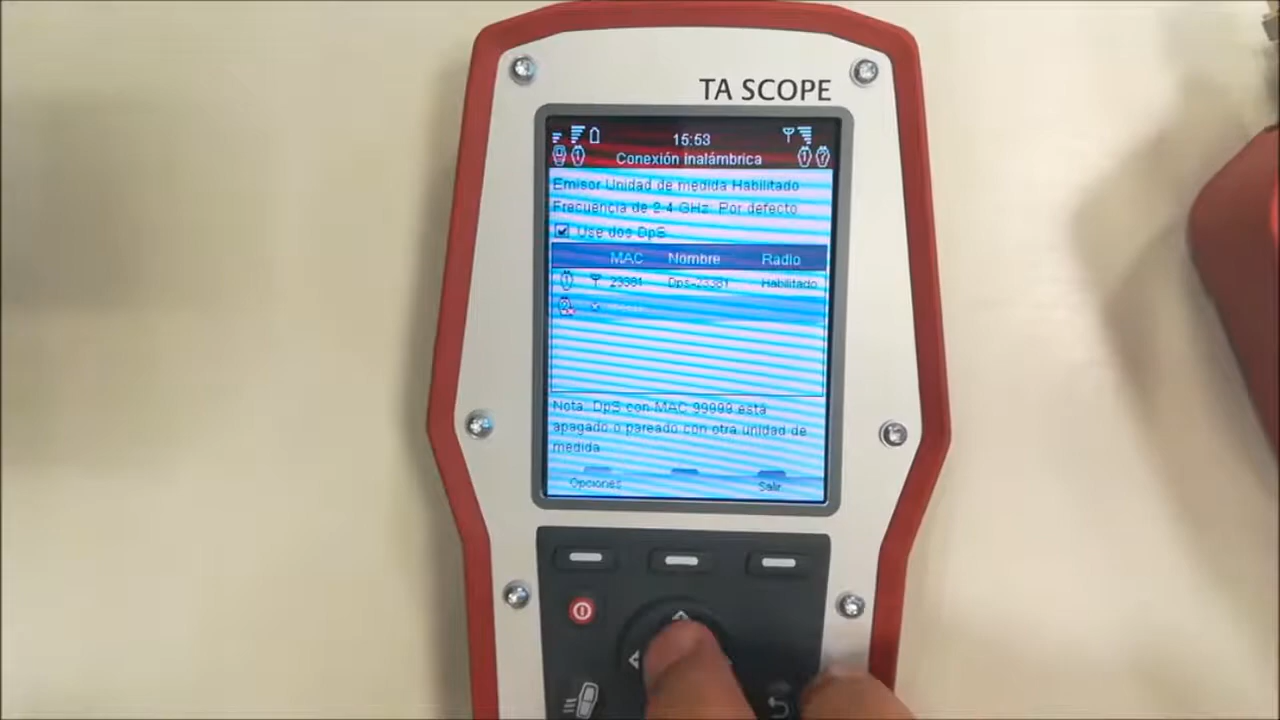 TA SCOPE
15:53
Conexión inalámbrica
Emisor Unidad de medida Habilitado
Frecuencia de 2.4 GHz: Por defecto
Use dos DpS
MAC Nombre Radio
23381 Dps-23381 Habilitado
Nota: DpS con MAC 99999 está
apagado o pareado con otra unidad de
medida
Opciones Salir